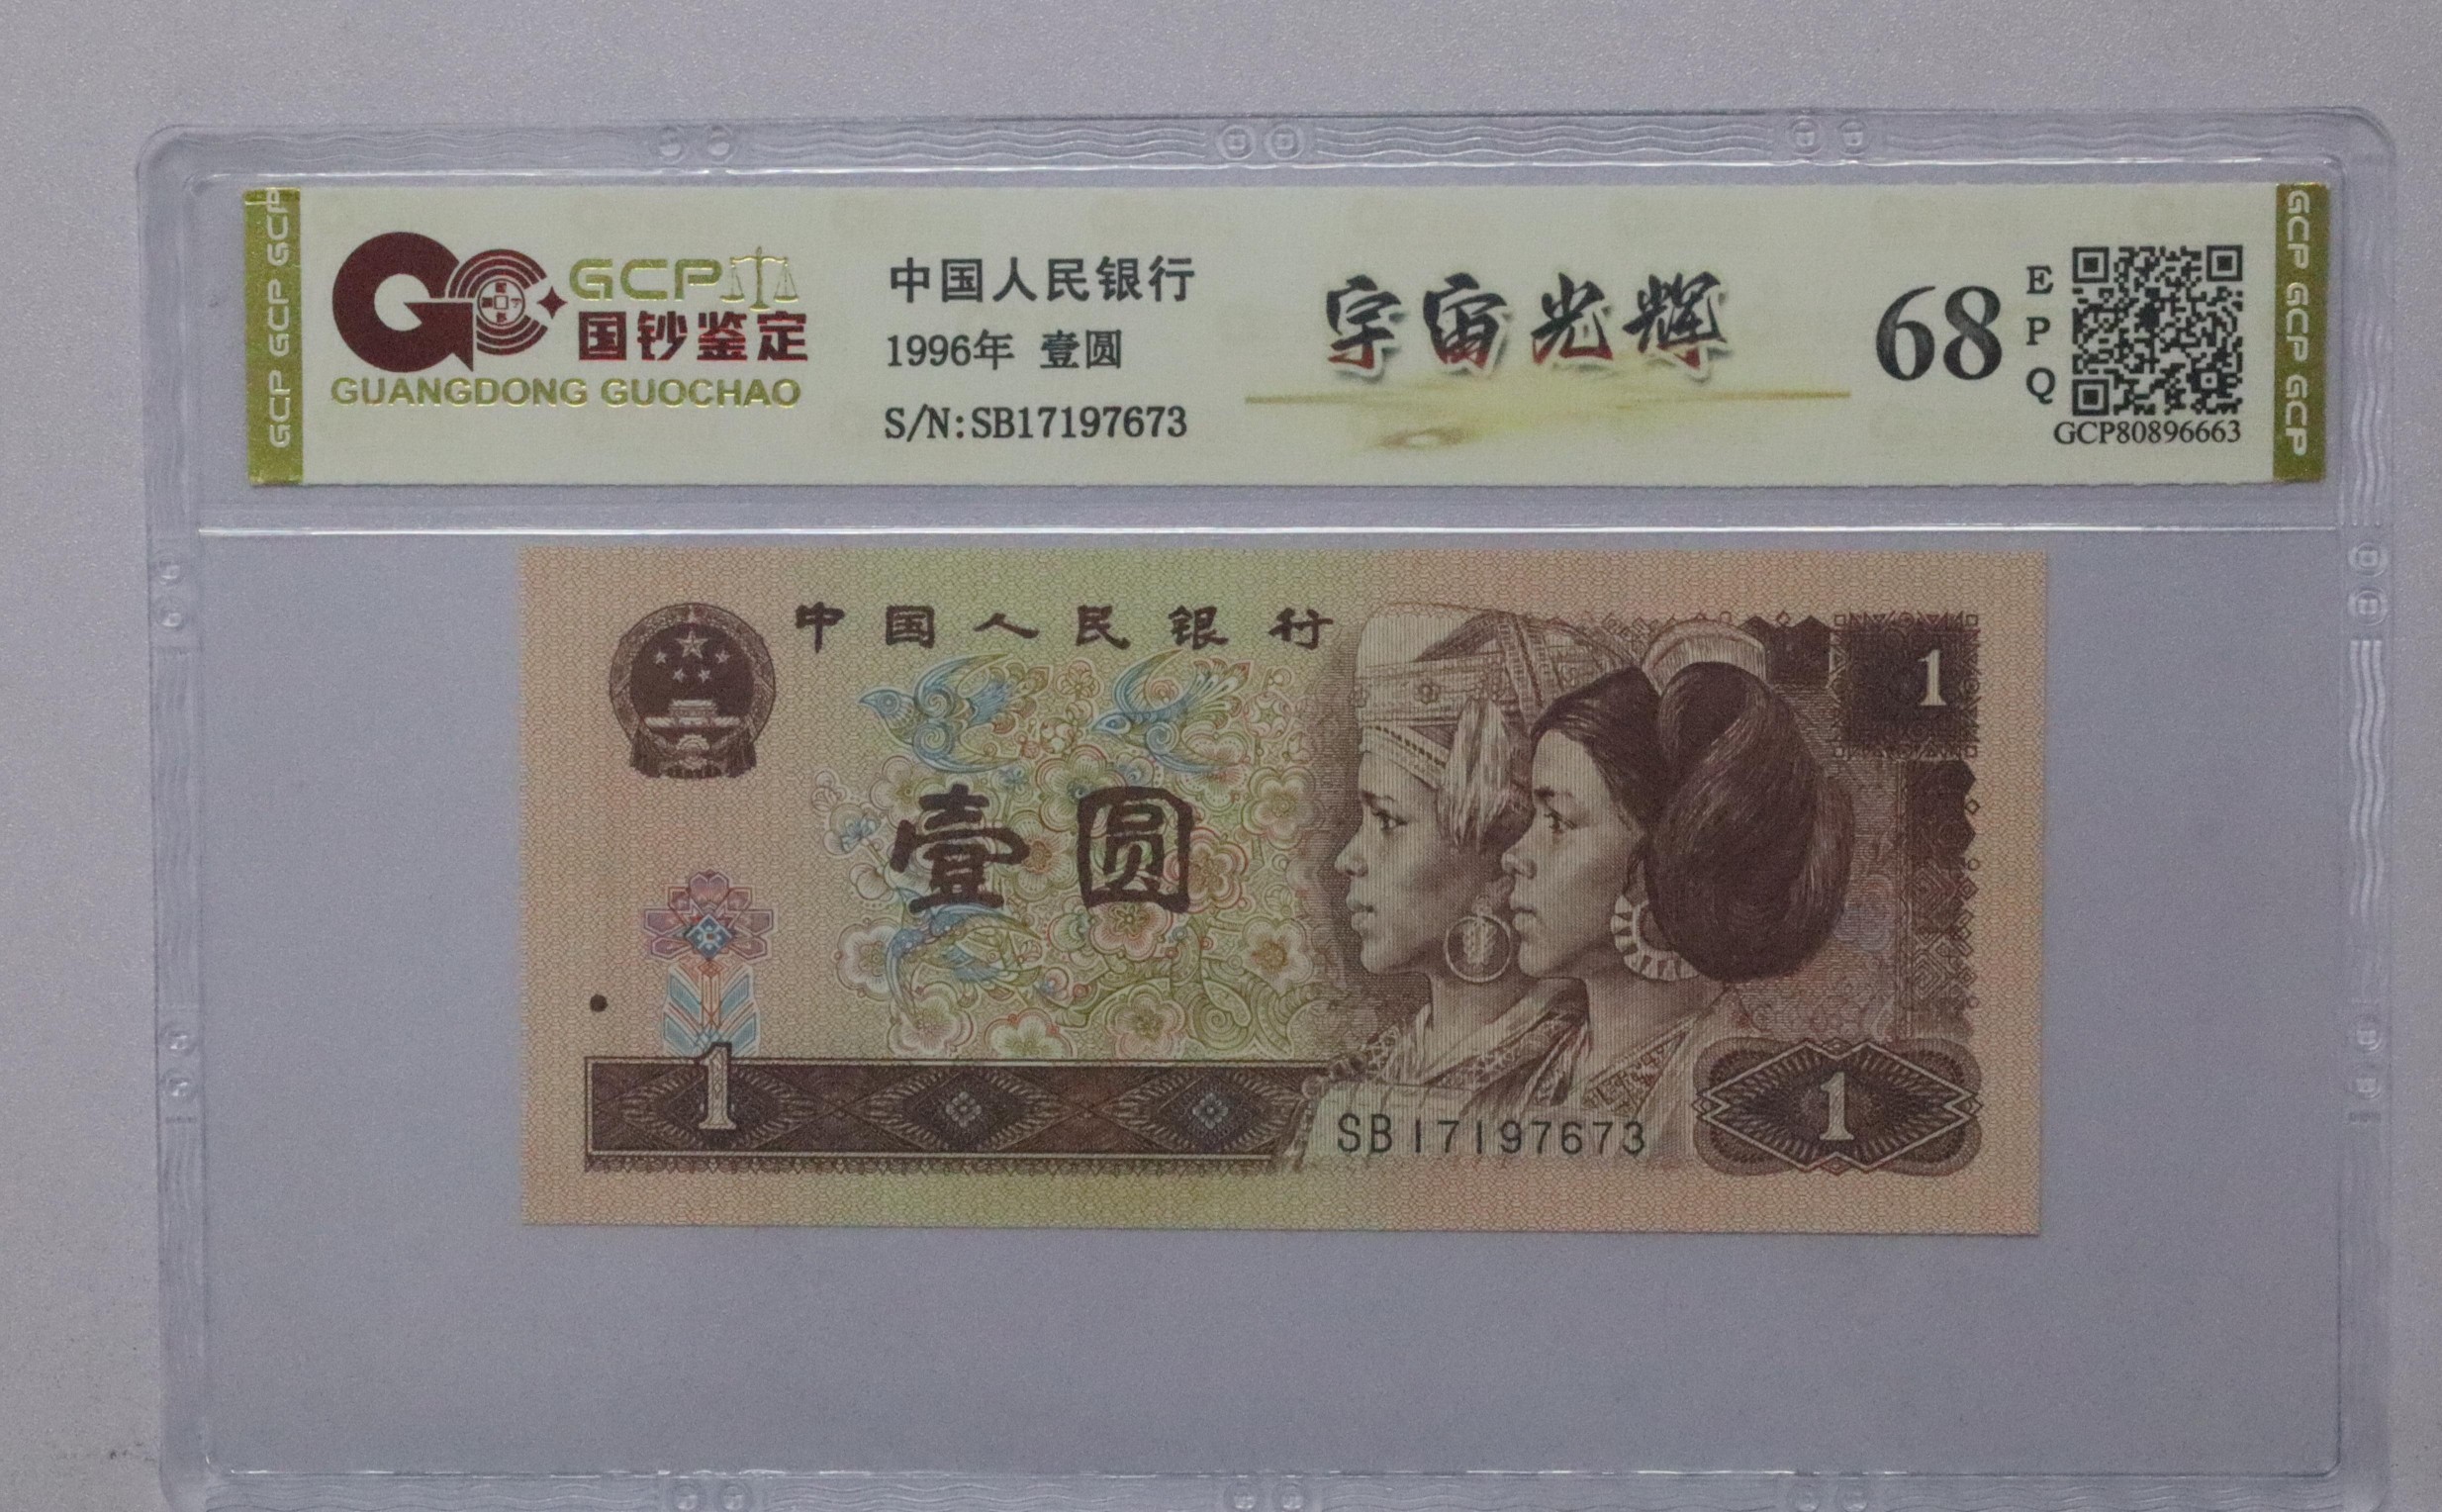 GCP GCP GCP
GCP
国钞鉴定
GUANGDONG GUOCHAO
中国人民银行
1996年 壹圆
S/N:SB17197673
宇宙光辉
68
E
P
Q
GCP80896663
GCP GCP GCP
中国人民银行
1
壹圆
1
SB17197673
1